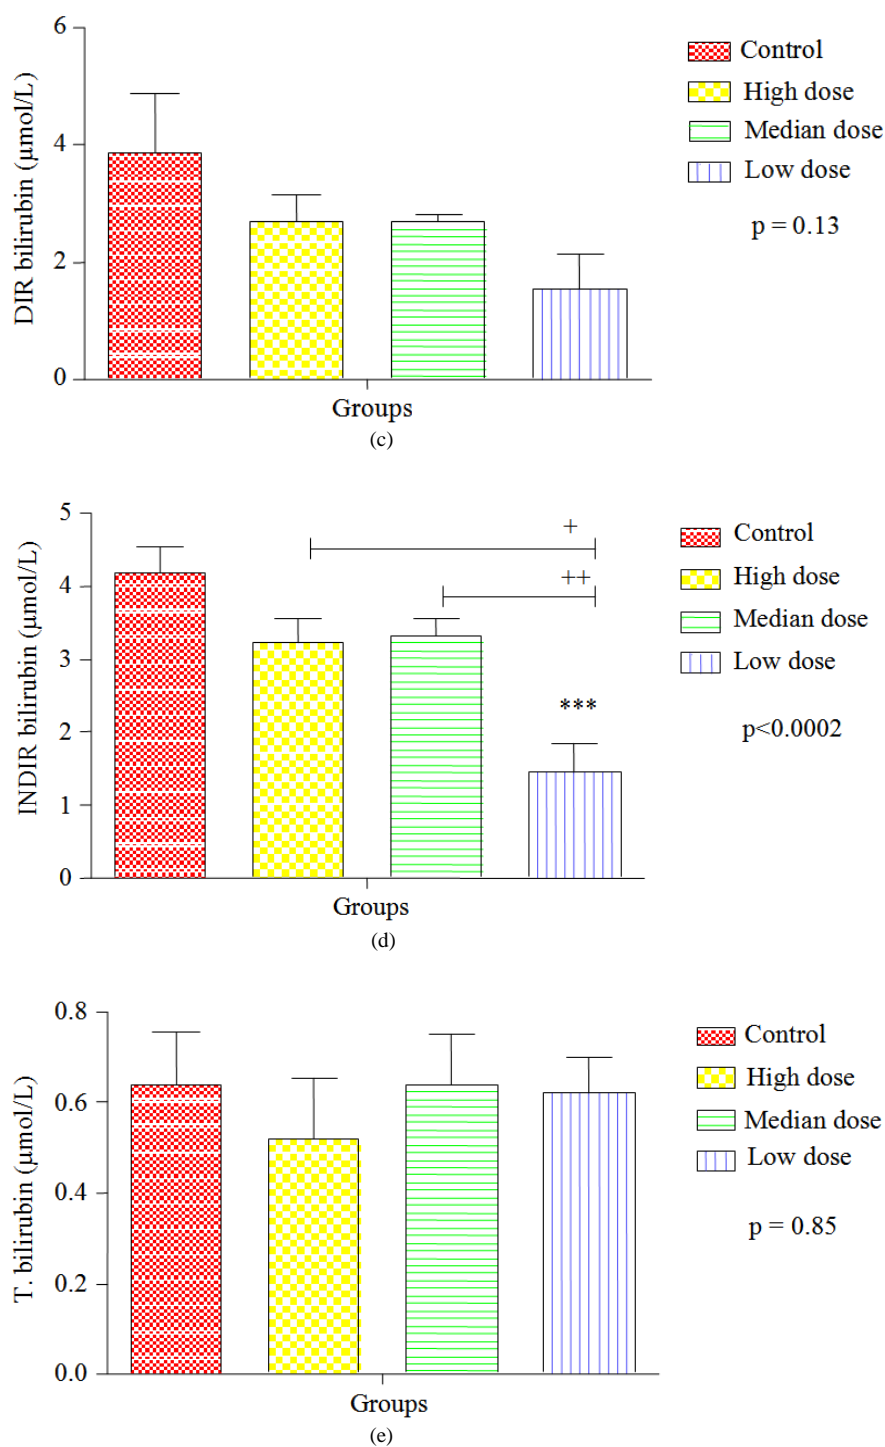 6
4
2
0
DIR bilirubin (μmol/L)
Control
High dose
Median dose
Low dose
p = 0.13
Groups
(c)
5
4
3
2
1
0
INDIR bilirubin (μmol/L)
+
++
***
Control
High dose
Median dose
Low dose
p<0.0002
Groups
(d)
0.8
0.6
0.4
0.2
0.0
T. bilirubin (μmol/L)
Control
High dose
Median dose
Low dose
p = 0.85
Groups
(e)